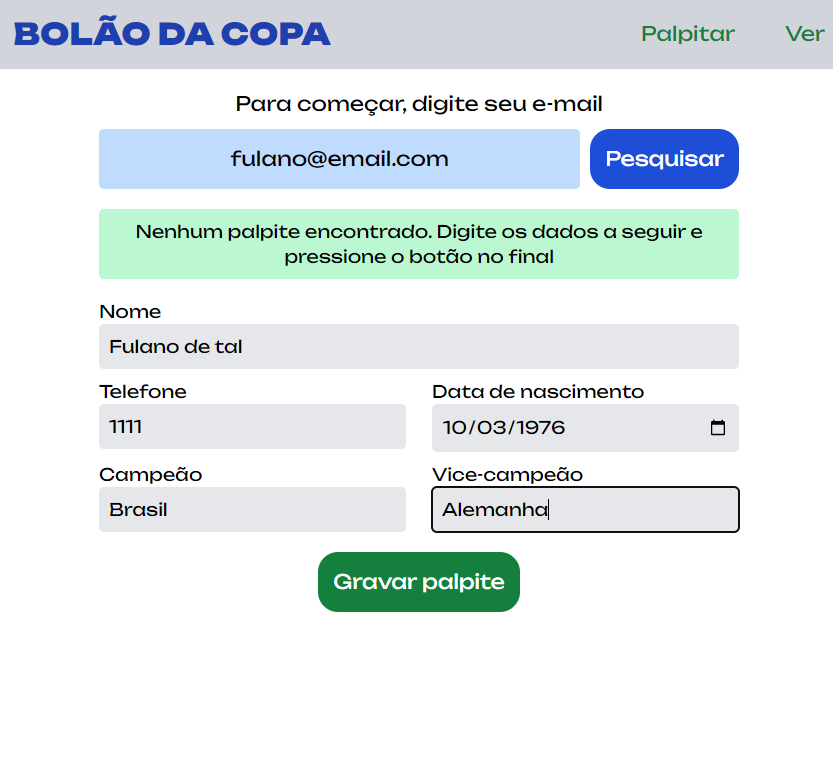 BOLÃO DA COPA Palpitar Ver
Para começar, digite seu e-mail
fulano@email.com Pesquisar
Nenhum palpite encontrado. Digite os dados a seguir e
pressione o botão no final
Nome
Fulano de tal
Telefone Data de nascimento
1111 10/03/1976
Campeão Vice-campeão
Brasil Alemanha
Gravar palpite